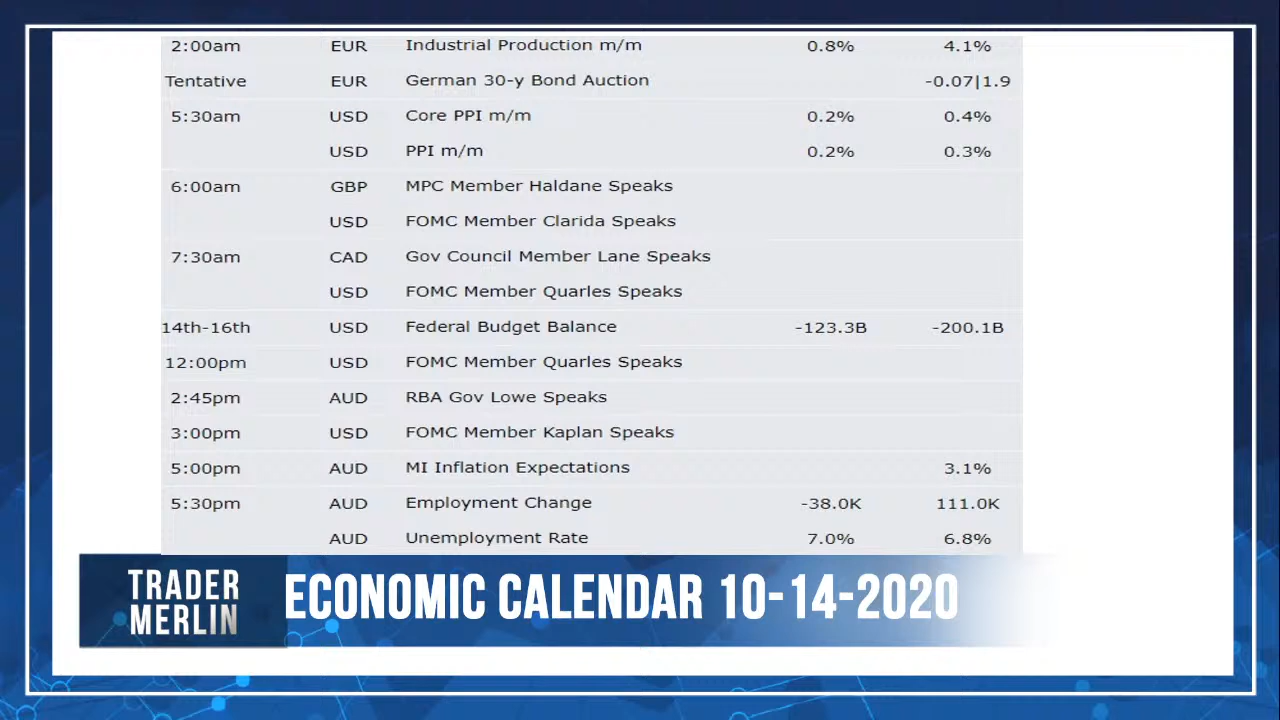 2:00am EUR Industrial Production m/m 0.8% 4.1%
Tentative EUR German 30-y Bond Auction -0.07|1.9
5:30am USD Core PPI m/m 0.2% 0.4%
USD PPI m/m 0.2% 0.3%
6:00am GBP MPC Member Haldane Speaks
USD FOMC Member Clarida Speaks
7:30am CAD Gov Council Member Lane Speaks
USD FOMC Member Quarles Speaks
14th-16th USD Federal Budget Balance -123.3B -200.1B
12:00pm USD FOMC Member Quarles Speaks
2:45pm AUD RBA Gov Lowe Speaks
3:00pm USD FOMC Member Kaplan Speaks
5:00pm AUD MI Inflation Expectations 3.1%
5:30pm AUD Employment Change -38.0K 111.0K
AUD Unemployment Rate 7.0% 6.8%
TRADER
MERLIN
ECONOMIC CALENDAR 10-14-2020